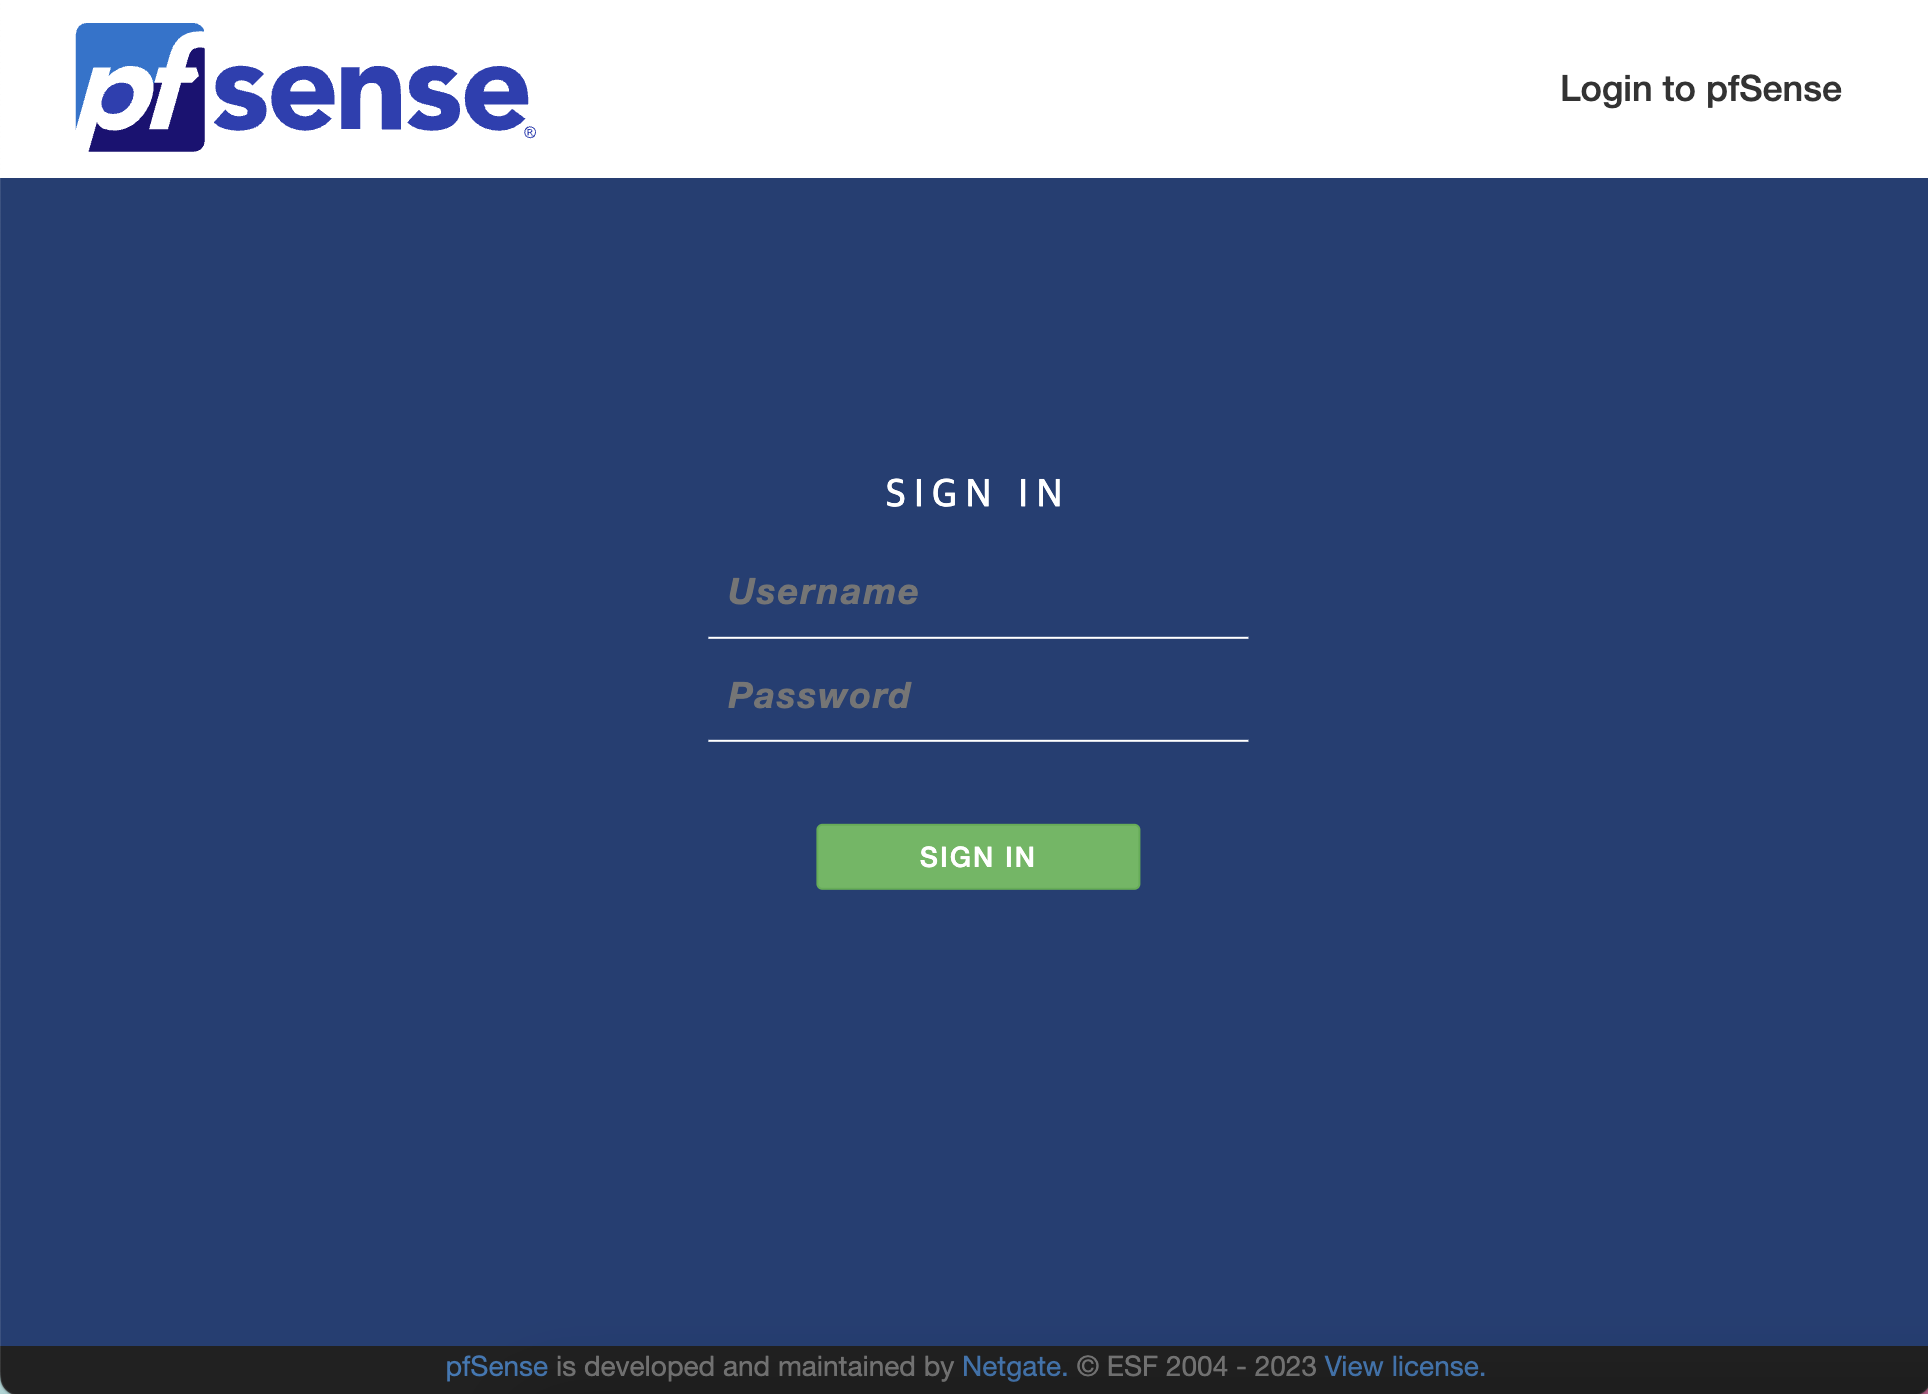 pfsense®
Login to pfSense
SIGN IN
Username
Password
SIGN IN
pfSense is developed and maintained by Netgate. © ESF 2004 - 2023 View license.